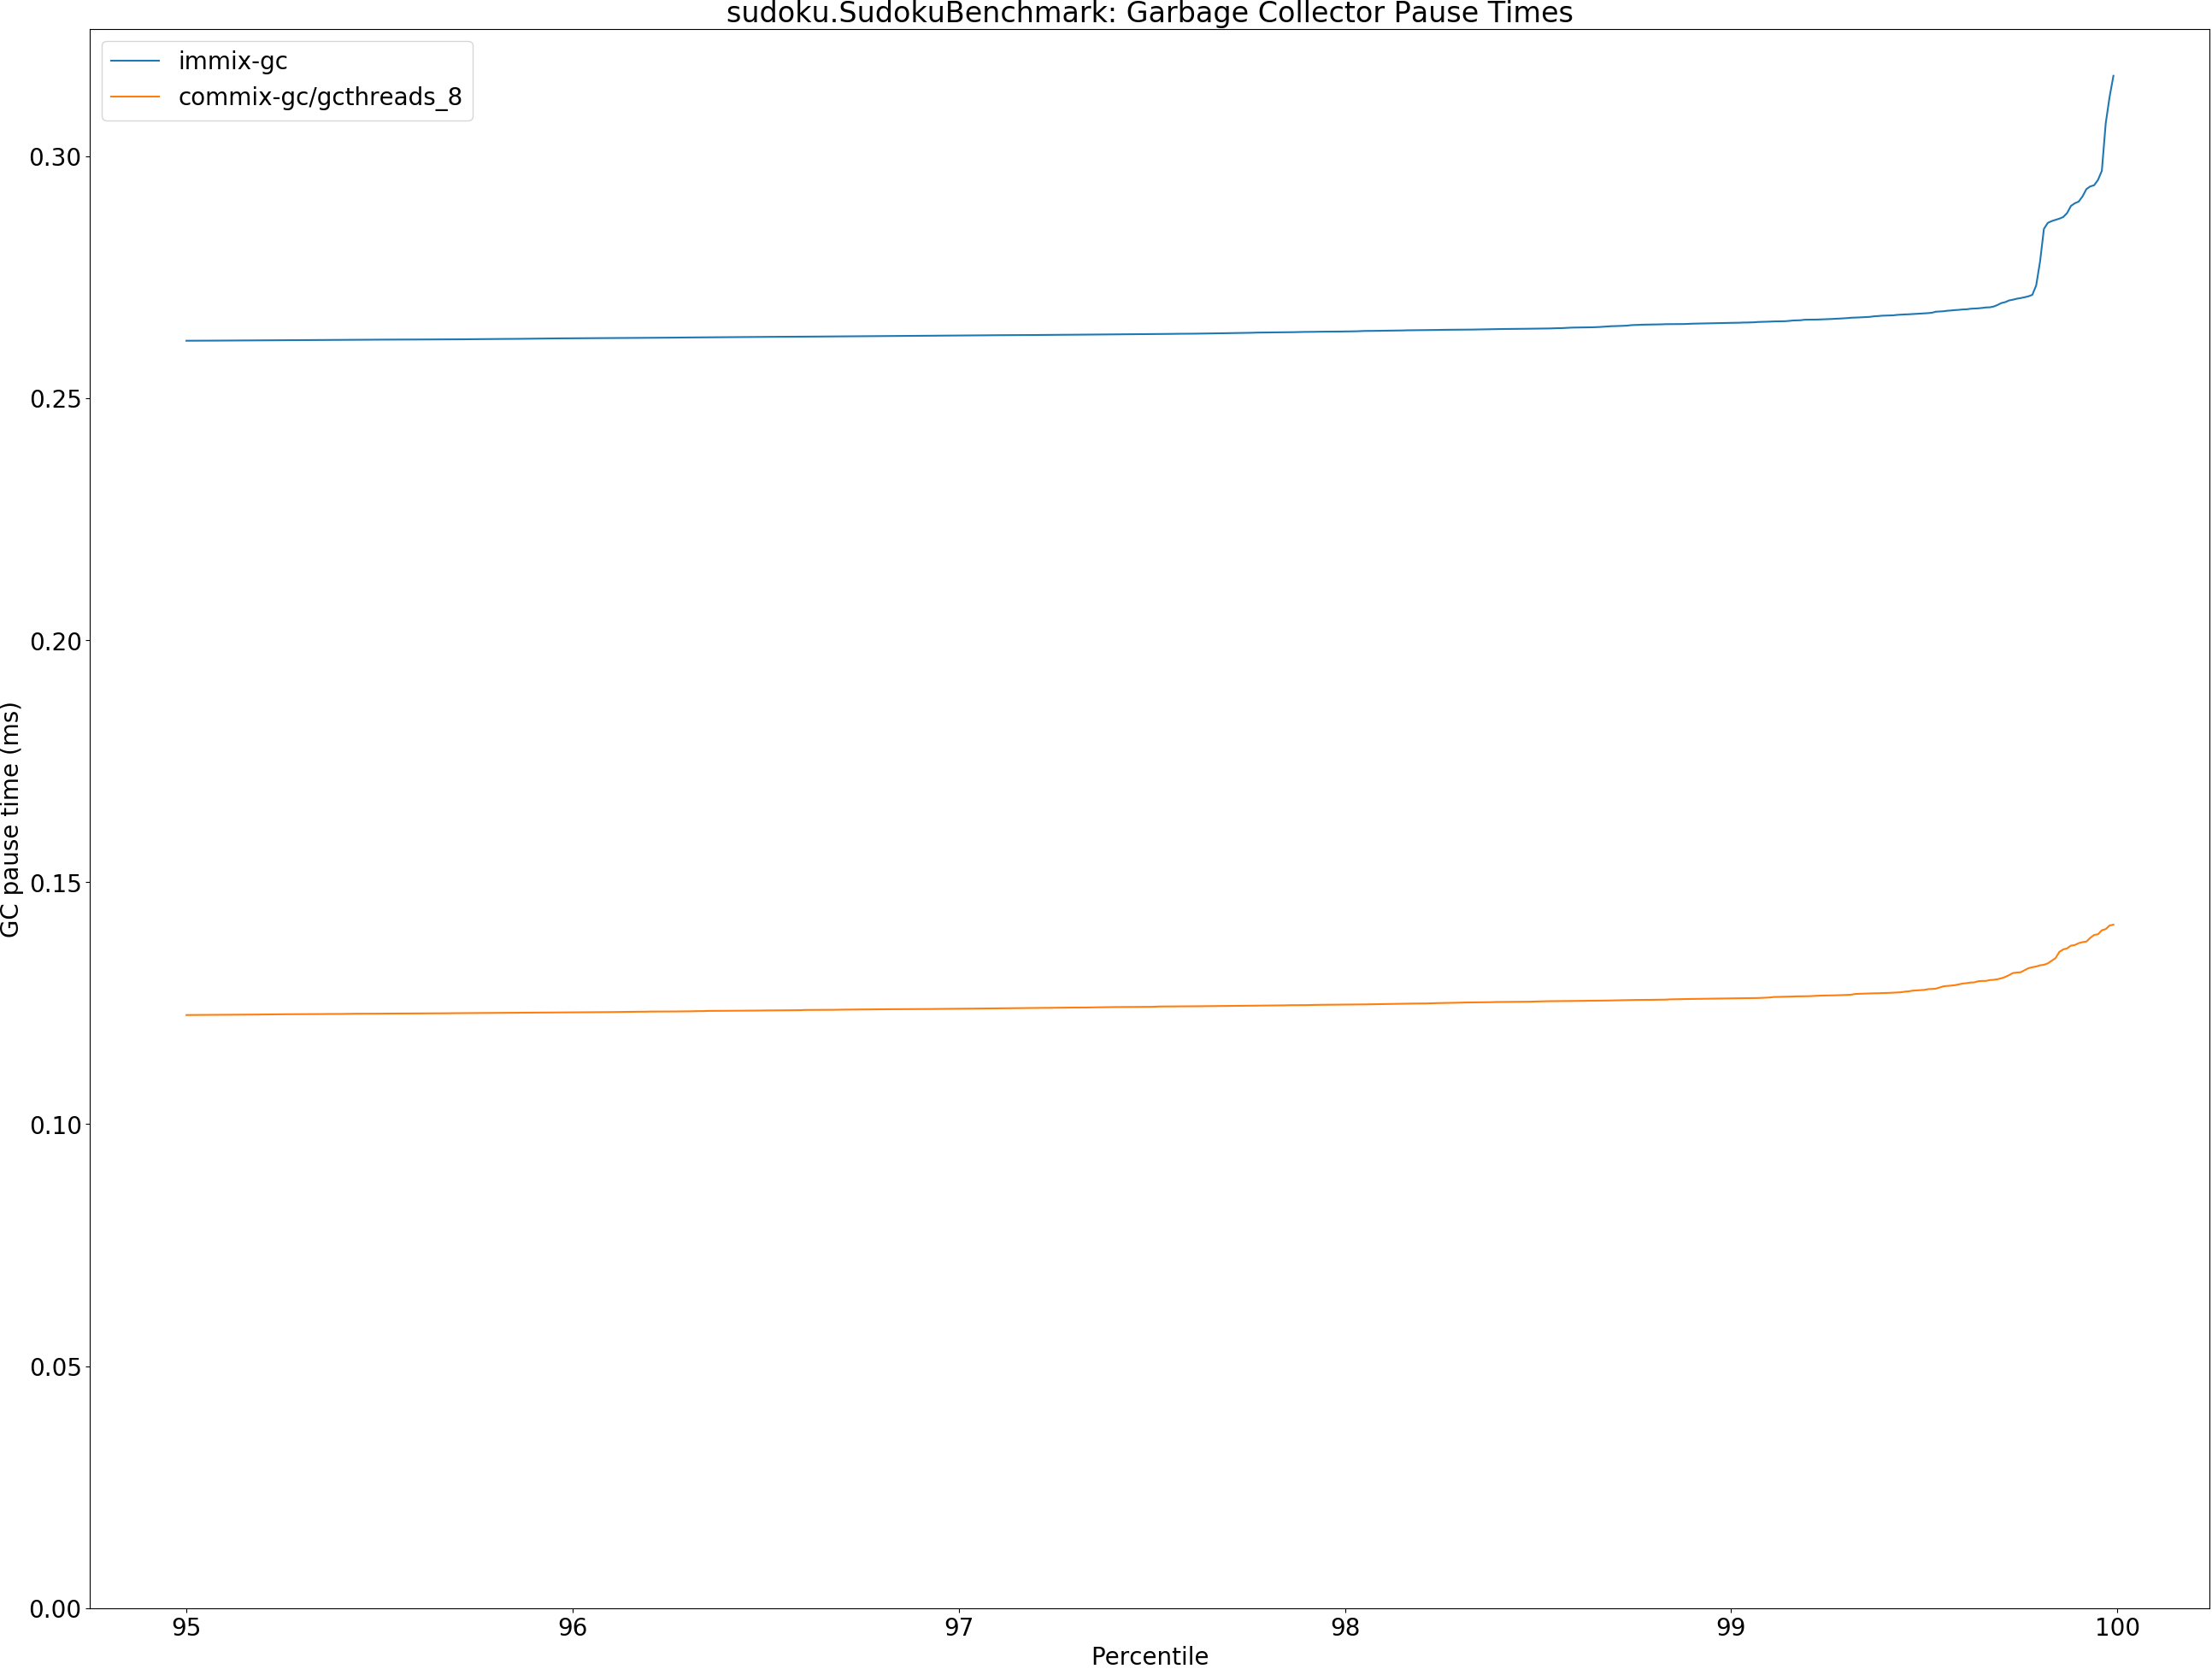 sudoku.SudokuBenchmark: Garbage Collector Pause Times
immix-gc
commix-gc/gcthreads_8
0.30
0.25
0.20
0.15
0.10
0.05
0.00
GC pause time (ms)
95 96 97 98 99 100
Percentile